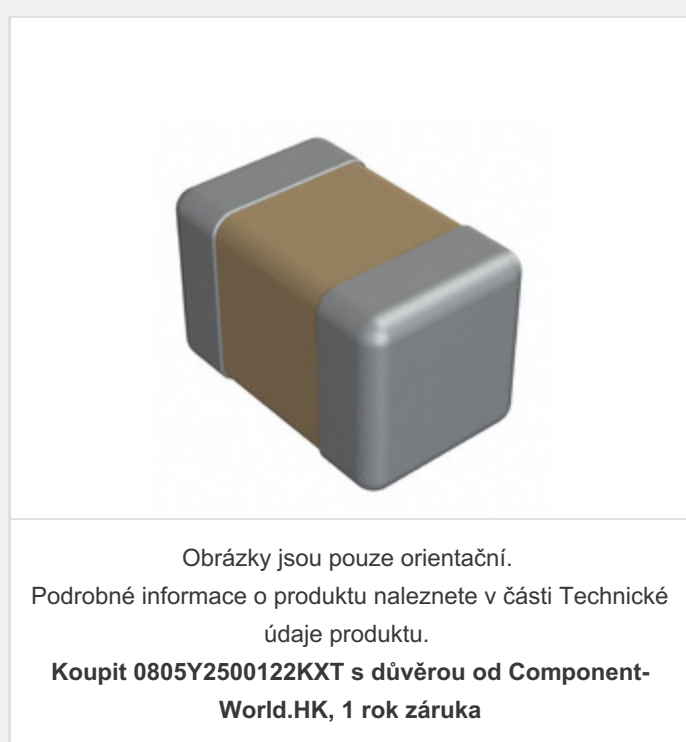 Obrázky jsou pouze orientační.
Podrobné informace o produktu naleznete v části Technické
údaje produktu.
Koupit 0805Y2500122KXT s důvěrou od Component-
World.HK, 1 rok záruka